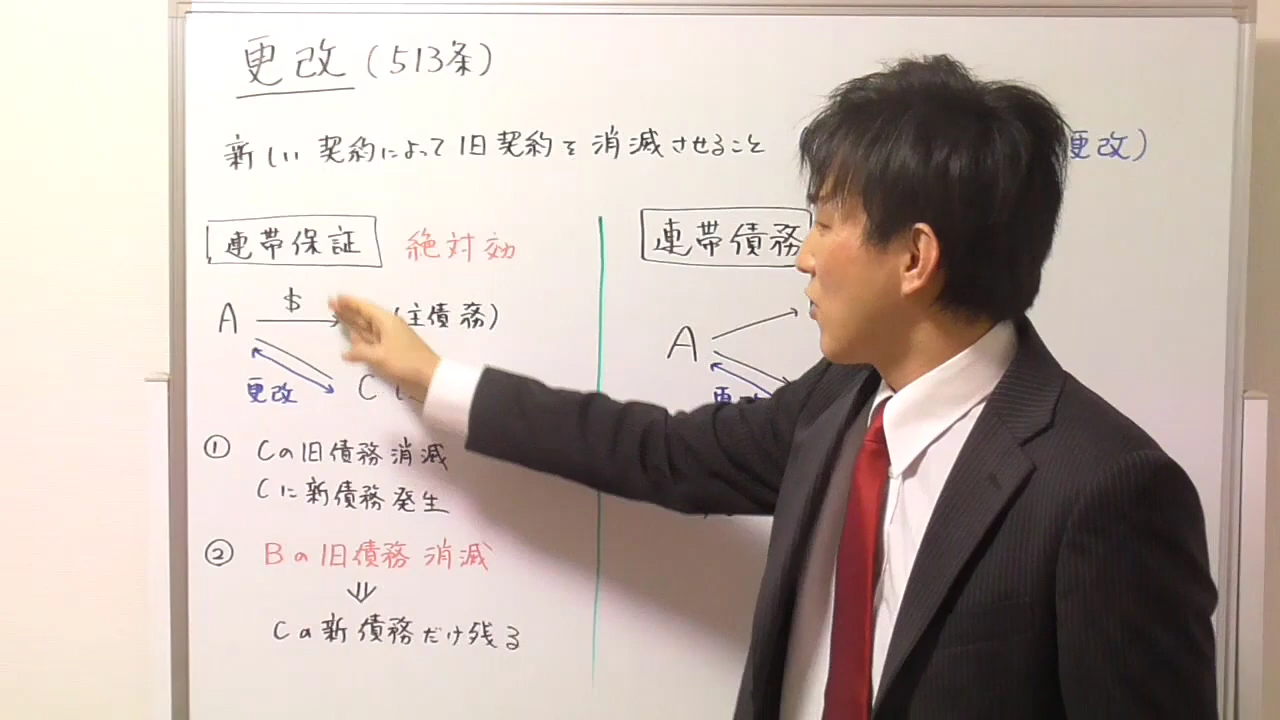 更改(513条)
新しい契約によって旧契約を消滅させること
更改)
連帯保証 絶対効
A $ (主債務)
更改 C
① Cの旧債務消滅
Cに新債務発生
② Bの旧債務消滅
⇓
Cの新債務だけ残る
連帯債務
A
更改